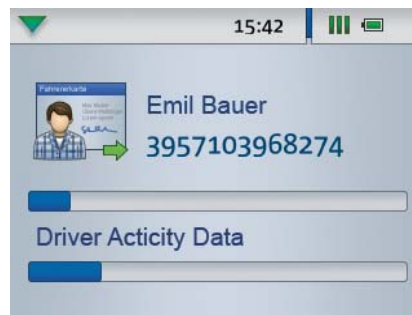 15:42
Fahrerkarte
Emil Bauer
3957103968274
Driver Acticity Data